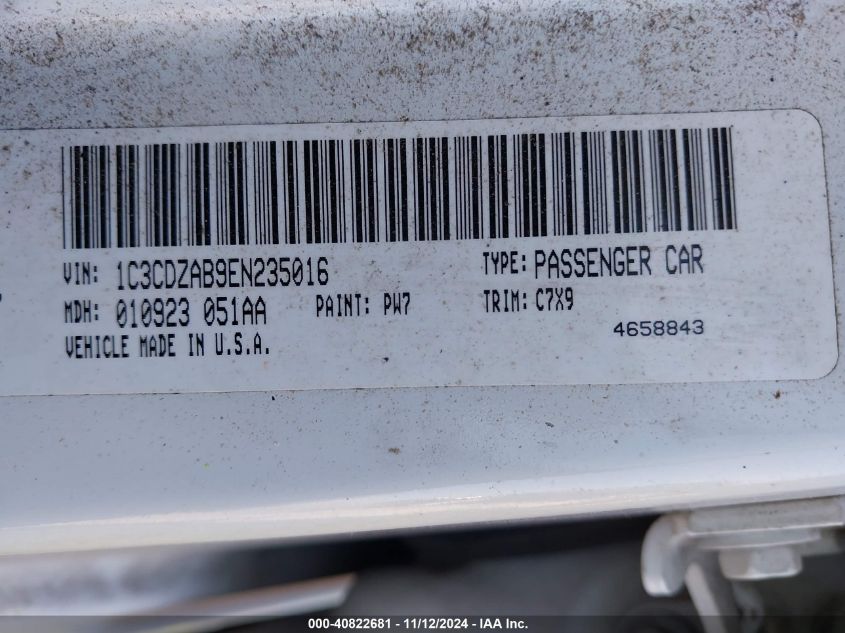 VIN: 1C3CDZAB9EN235016 TYPE: PASSENGER CAR
MDH: 010923 051AA PAINT: PW7 TRIM: C7X9
VEHICLE MADE IN U.S.A. 4658843
000-40822681 - 11/12/2024 - IAA Inc.